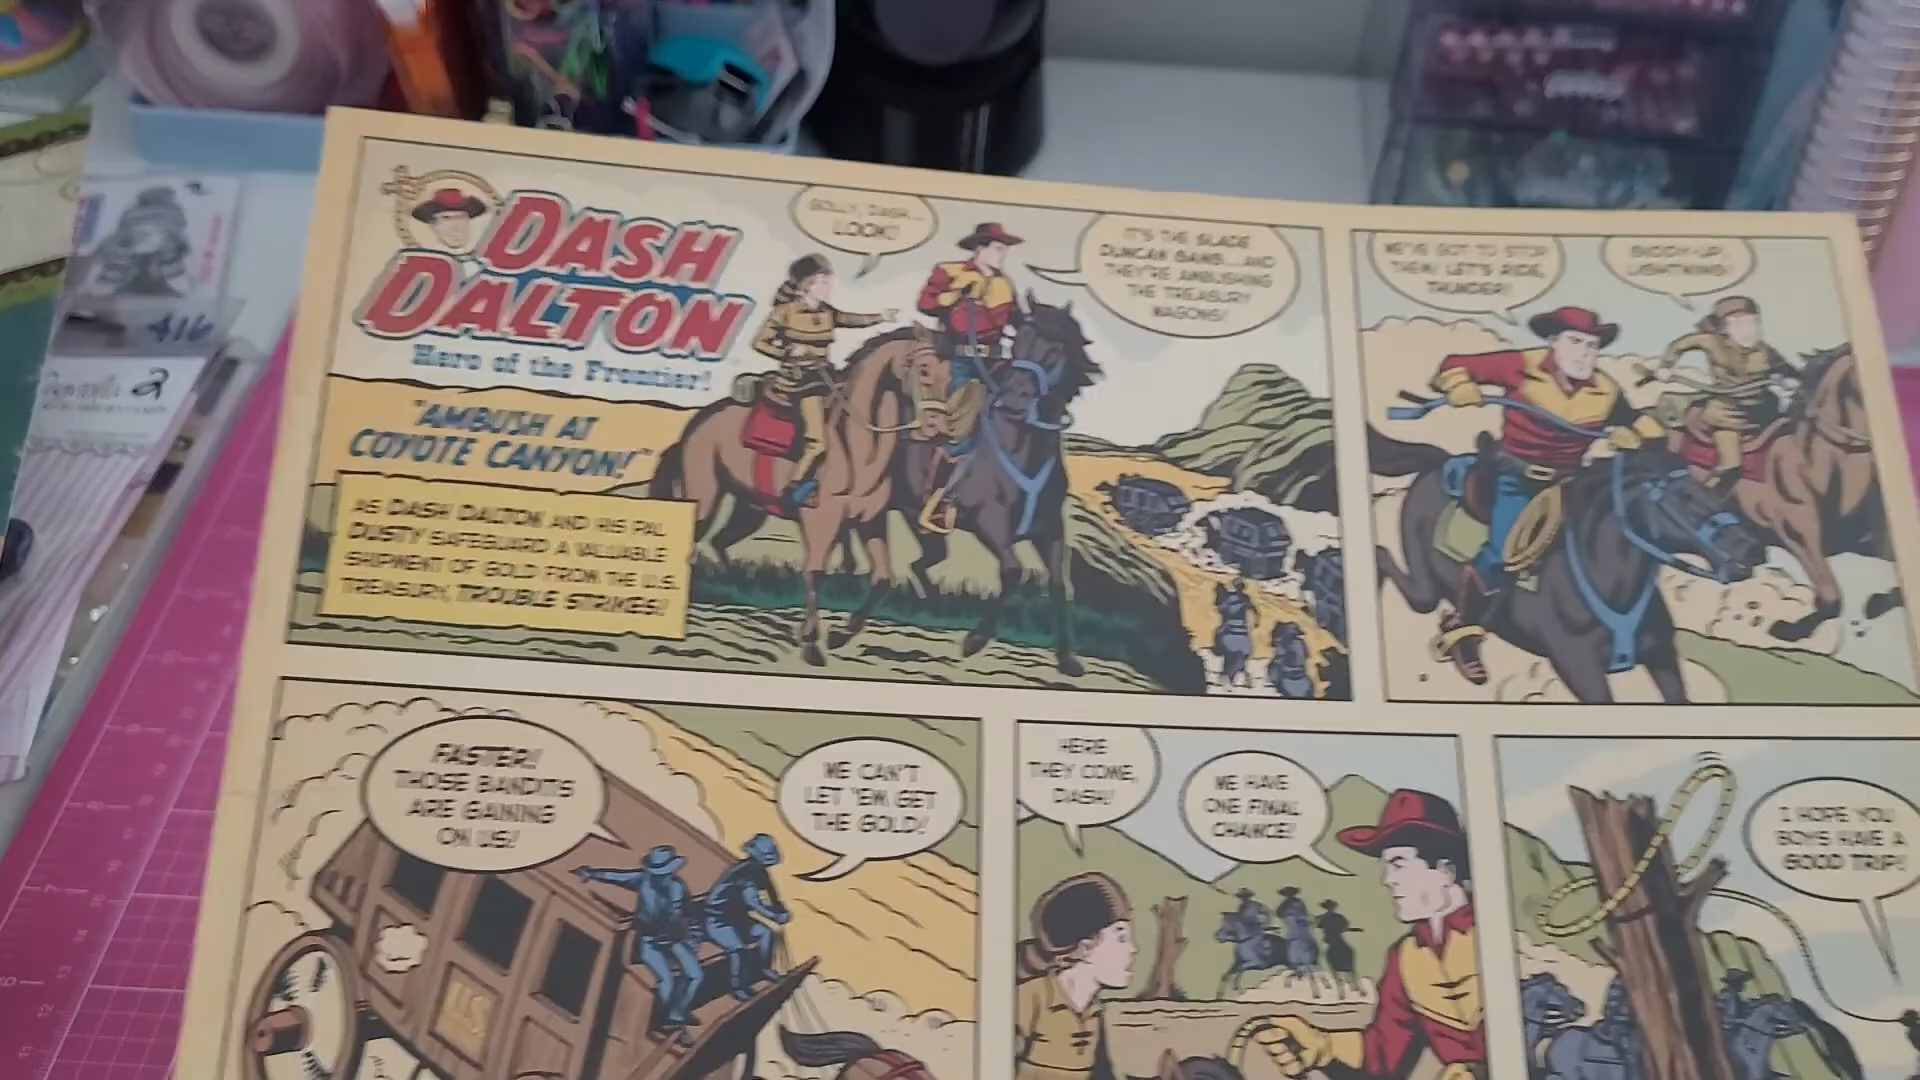 DASH
DALTON
Hero of the Frontier!
"AMBUSH AT
COYOTE CANYON!"
AS DASH DALTON AND HIS PAL
DUSTY SAFEGUARD A VALUABLE
SHIPMENT OF GOLD FROM THE U.S.
TREASURY, TROUBLE STRIKES!
GOLLY, DASH...
LOOK!
IT'S THE SLADE
DUNCAN GANG...AND
THEY'RE AMBUSHING
THE TREASURY
WAGONS!
WE'VE GOT TO STOP
THEM! LET'S RIDE,
THUNDER!
GIDDY-UP,
LIGHTNING!
FASTER!
THOSE BANDITS
ARE GAINING
ON US!
WE CAN'T
LET 'EM GET
THE GOLD!
U.S.
HERE
THEY COME,
DASH!
WE HAVE
ONE FINAL
CHANCE!
I HOPE YOU
BOYS HAVE A
GOOD TRIP!
416